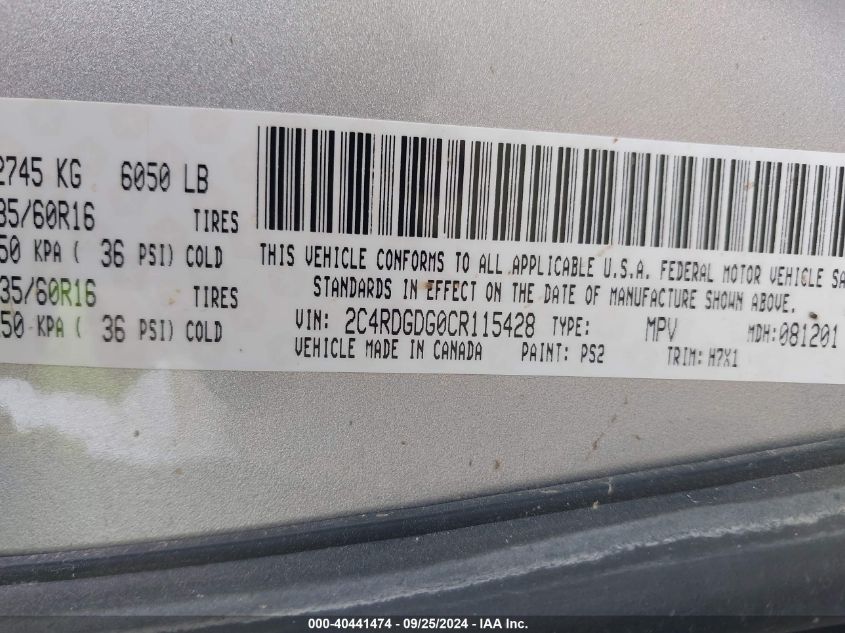 2745 KG 6050 LB
35/60R16 TIRES
50 KPA ( 36 PSI) COLD
35/60R16 TIRES
250 KPA ( 36 PSI) COLD
THIS VEHICLE CONFORMS TO ALL APPLICABLE U.S.A. FEDERAL MOTOR VEHICLE SA
STANDARDS IN EFFECT ON THE DATE OF MANUFACTURE SHOWN ABOVE.
VIN: 2C4RDGDG0CR115428 TYPE: MPV MDH:081201
VEHICLE MADE IN CANADA PAINT: PS2 TRIM: H7X1
000-40441474 - 09/25/2024 - IAA Inc.